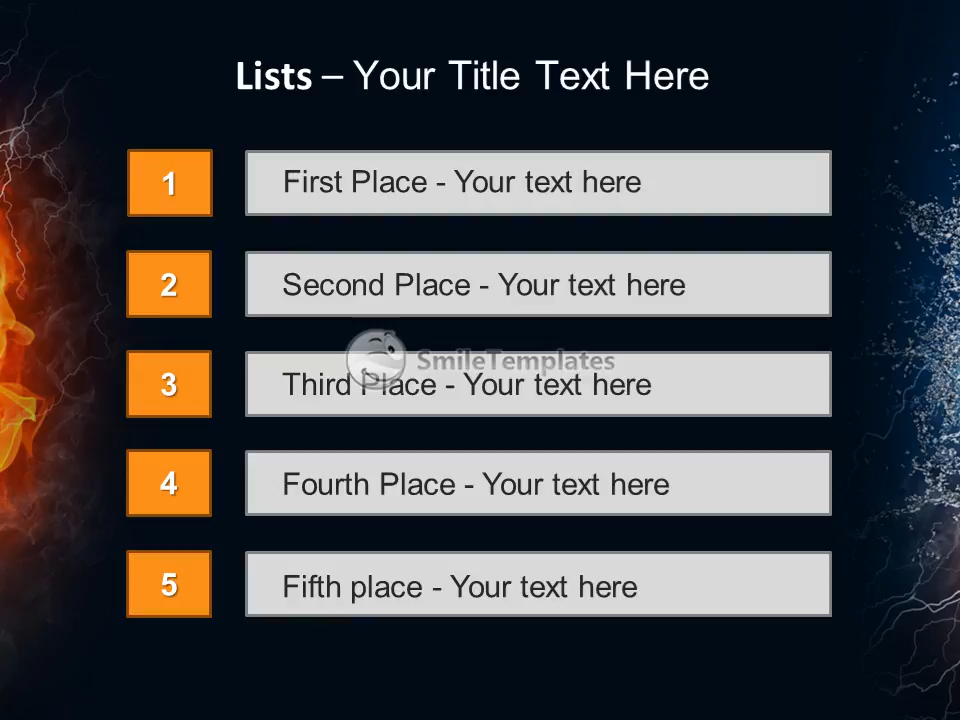 Lists – Your Title Text Here
1 First Place - Your text here
2 Second Place - Your text here
SmileTemplates
3 Third Place - Your text here
4 Fourth Place - Your text here
5 Fifth place - Your text here